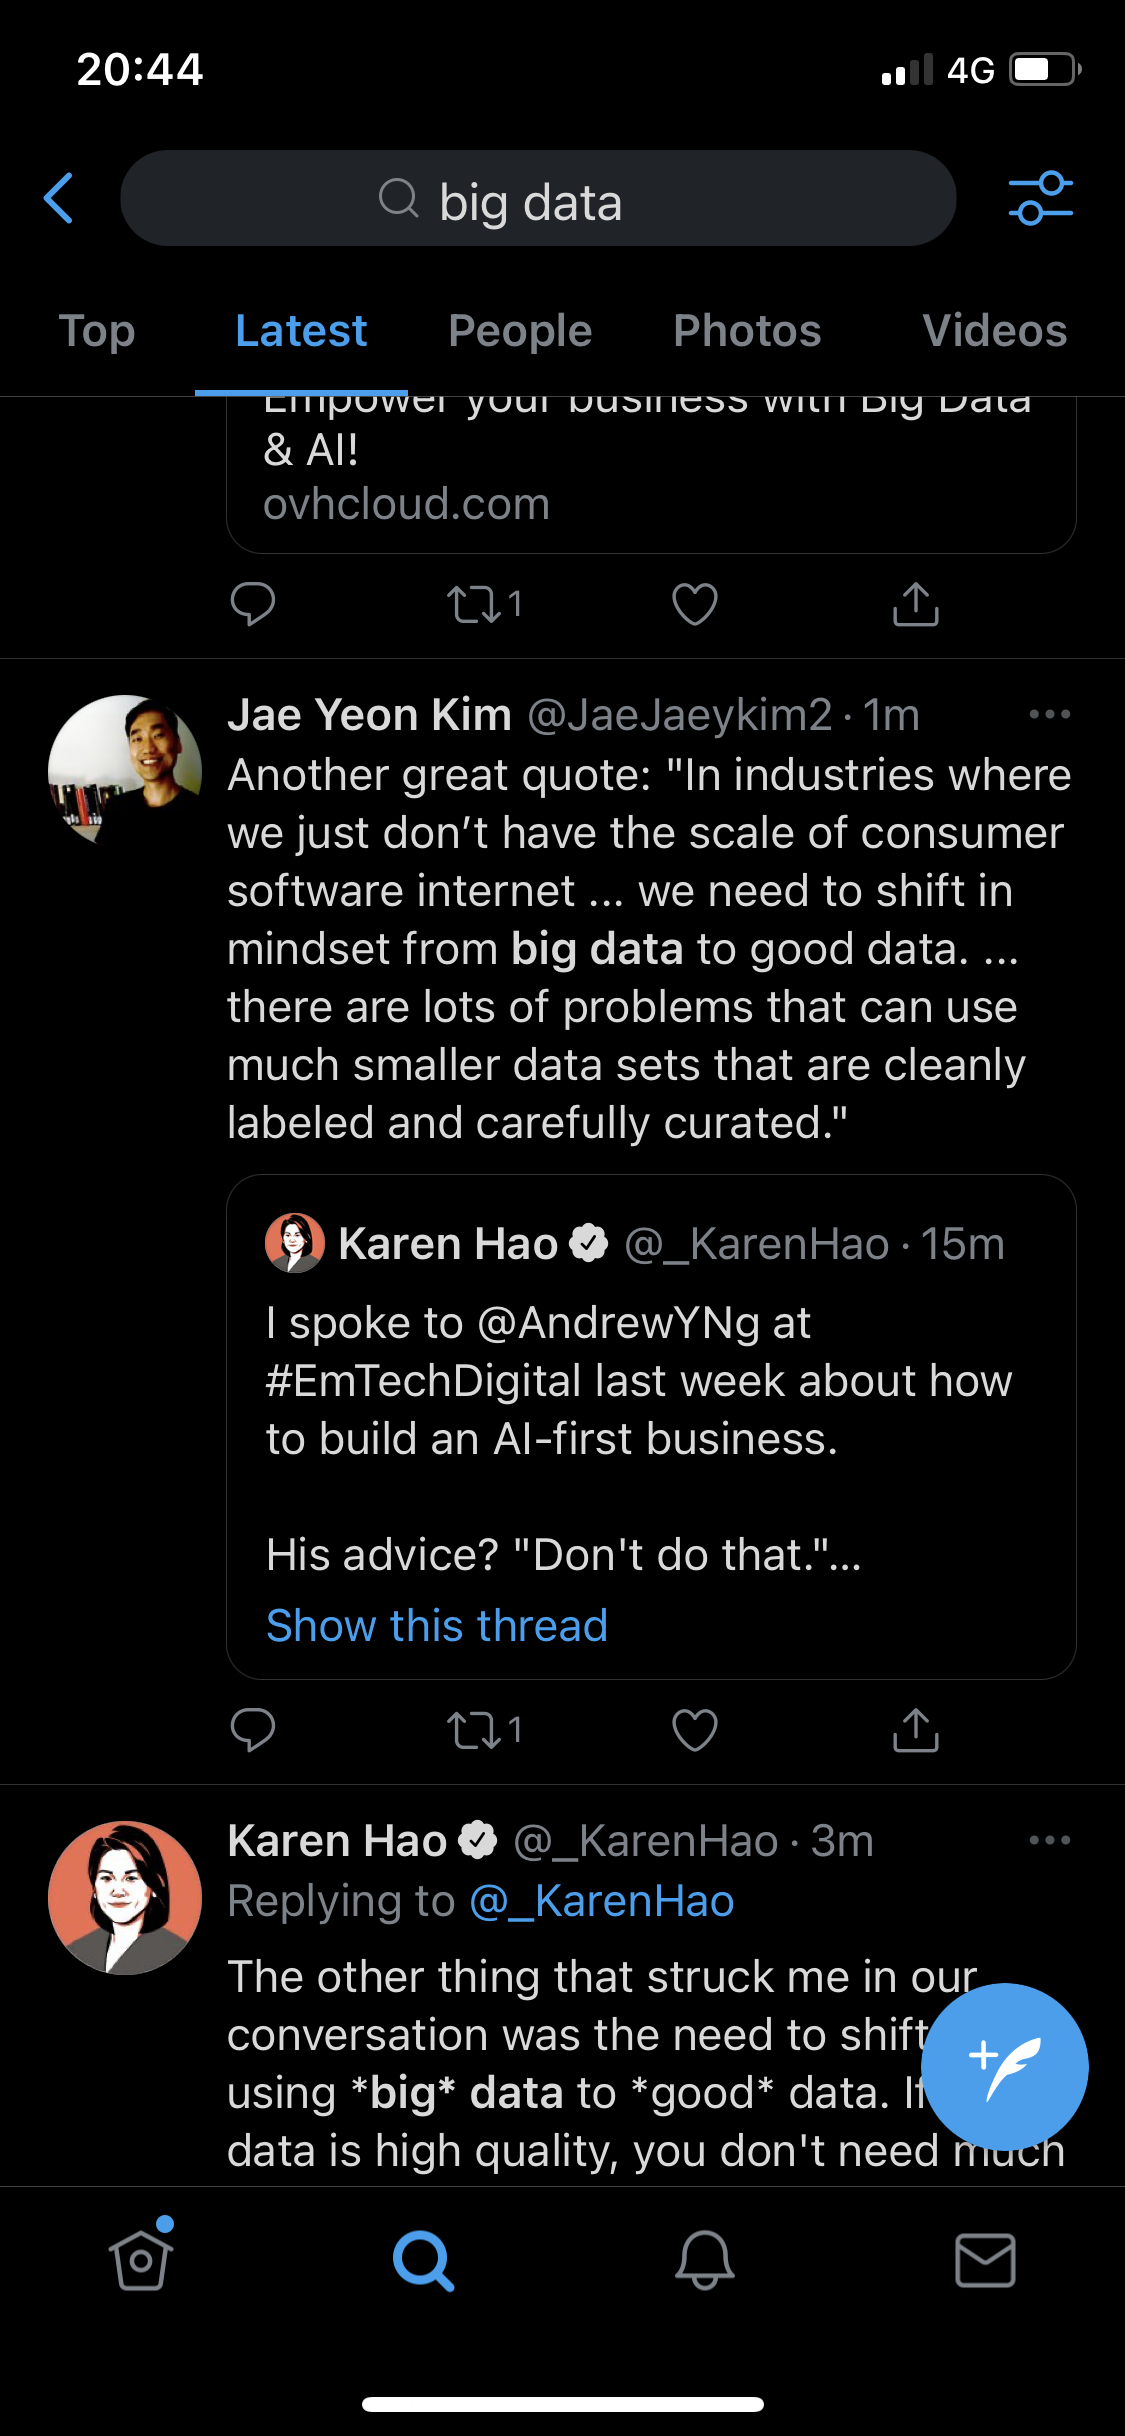 20:44
4G
big data
Top
Latest
People
Photos
Videos
Empower your business with Big Data
& AI!
ovhcloud.com
1
Jae Yeon Kim @JaeJaeykim2 · 1m
Another great quote: "In industries where
we just don’t have the scale of consumer
software internet ... we need to shift in
mindset from big data to good data. ...
there are lots of problems that can use
much smaller data sets that are cleanly
labeled and carefully curated."
Karen Hao @_KarenHao · 15m
I spoke to @AndrewYNg at
#EmTechDigital last week about how
to build an AI-first business.
His advice? "Don't do that."...
Show this thread
1
Karen Hao @_KarenHao · 3m
Replying to @_KarenHao
The other thing that struck me in our
conversation was the need to shift
using *big* data to *good* data. If
data is high quality, you don't need much